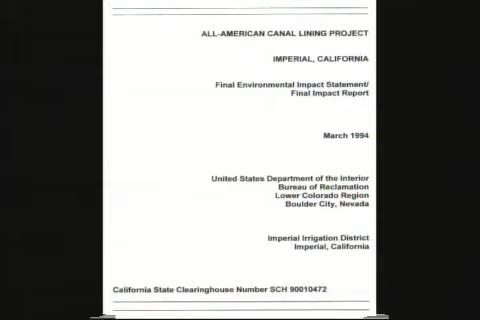 ALL-AMERICAN CANAL LINING PROJECT
IMPERIAL, CALIFORNIA
Final Environmental Impact Statement/
Final Impact Report
March 1994
United States Department of the Interior
Bureau of Reclamation
Lower Colorado Region
Boulder City, Nevada
Imperial Irrigation District
Imperial, California
California State Clearinghouse Number SCH 90010472